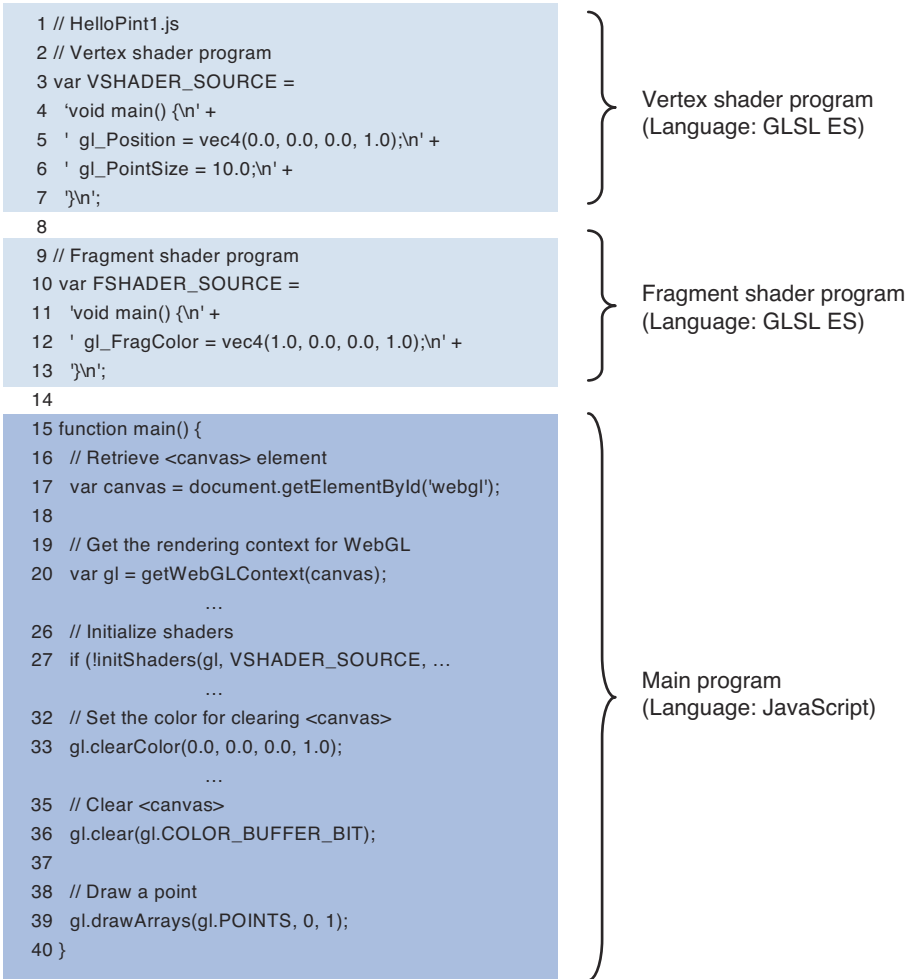 1 // HelloPint1.js
2 // Vertex shader program
3 var VSHADER_SOURCE =
4 ‘void main() {\n' +
5 ' gl_Position = vec4(0.0, 0.0, 0.0, 1.0);\n' +
6 ' gl_PointSize = 10.0;\n' +
7 '}\n';
8
9 // Fragment shader program
10 var FSHADER_SOURCE =
11 'void main() {\n' +
12 ' gl_FragColor = vec4(1.0, 0.0, 0.0, 1.0);\n' +
13 '}\n';
14
15 function main() {
16 // Retrieve <canvas> element
17 var canvas = document.getElementById('webgl');
18
19 // Get the rendering context for WebGL
20 var gl = getWebGLContext(canvas);
…
26 // Initialize shaders
27 if (!initShaders(gl, VSHADER_SOURCE, …
…
32 // Set the color for clearing <canvas>
33 gl.clearColor(0.0, 0.0, 0.0, 1.0);
…
35 // Clear <canvas>
36 gl.clear(gl.COLOR_BUFFER_BIT);
37
38 // Draw a point
39 gl.drawArrays(gl.POINTS, 0, 1);
40 }
Vertex shader program
(Language: GLSL ES)
Fragment shader program
(Language: GLSL ES)
Main program
(Language: JavaScript)